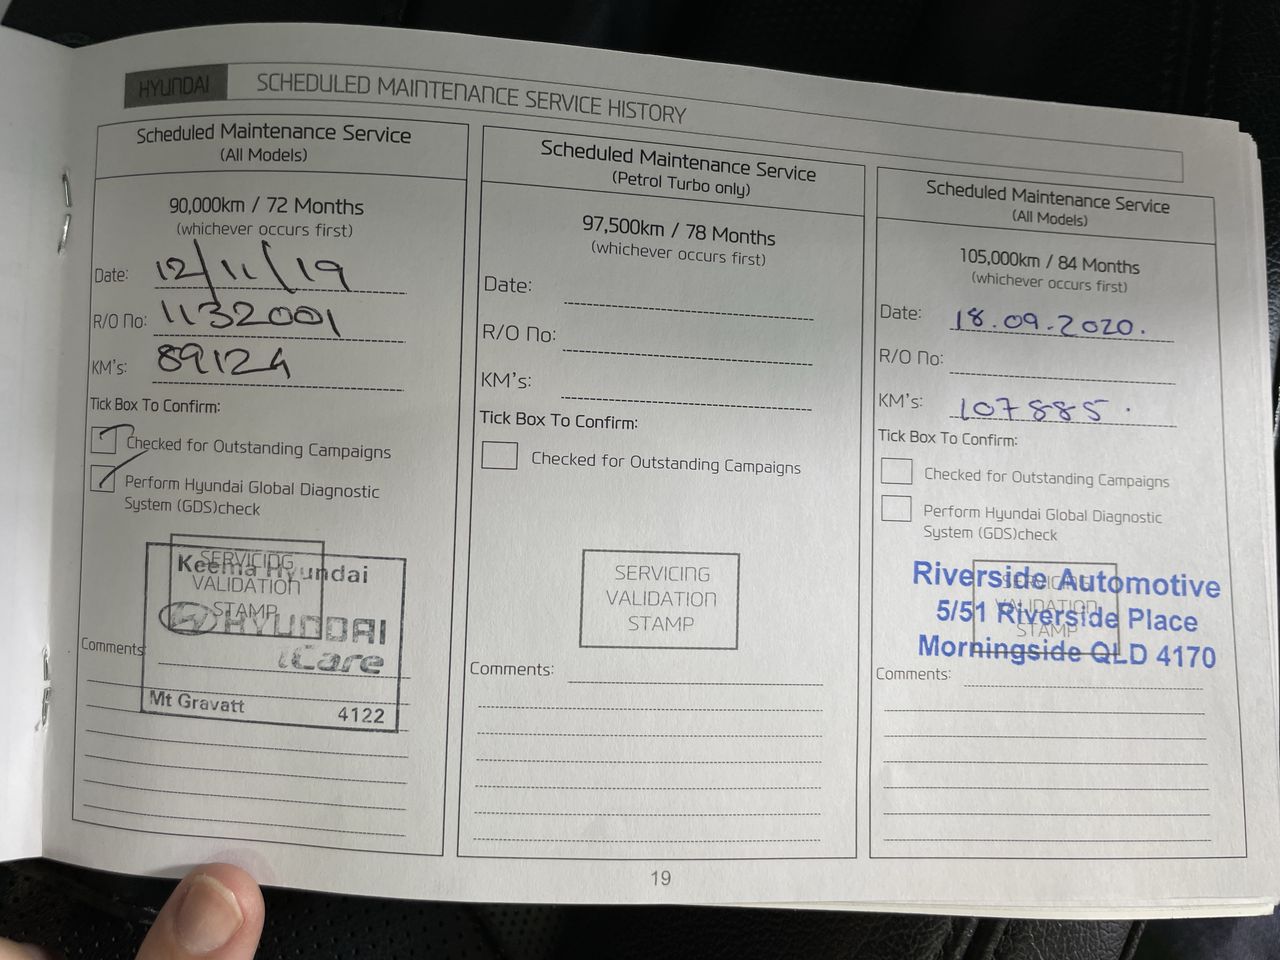 HYUNDAI
SCHEDULED MAINTENANCE SERVICE HISTORY
Scheduled Maintenance Service
(All Models)
90,000km / 72 Months
(whichever occurs first)
Date: 12/11/19
R/O No: 1132001
KM's: 89124
Tick Box To Confirm:
Checked for Outstanding Campaigns
Perform Hyundai Global Diagnostic
System (GDS)check
SERVICING
VALIDATION
STAMP
Keema Hyundai
HYUNDAI
iCare
Mt Gravatt 4122
Comments
Scheduled Maintenance Service
(Petrol Turbo only)
97,500km / 78 Months
(whichever occurs first)
Date:
R/O No:
KM's:
Tick Box To Confirm:
Checked for Outstanding Campaigns
SERVICING
VALIDATION
STAMP
Comments:
Scheduled Maintenance Service
(All Models)
105,000km / 84 Months
(whichever occurs first)
Date: 18.09.2020.
R/O No:
KM's: 107885.
Tick Box To Confirm:
Checked for Outstanding Campaigns
Perform Hyundai Global Diagnostic
System (GDS)check
SERVICING
VALIDATION
STAMP
Riverside Automotive
5/51 Riverside Place
Morningside QLD 4170
Comments:
19